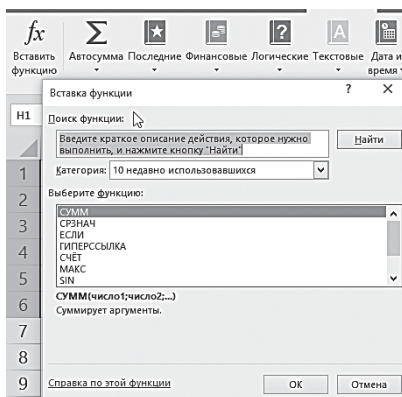 fx Σ ? A
Вставить Автосумма Последние Финансовые Логические Текстовые Дата и
функцию время
Вставка функции ? ×
H1
Поиск функции:
Введите краткое описание действия, которое нужно выполнить, и нажмите кнопку "Найти"
Найти
Категория: 10 недавно использовавшихся
Выберите функцию:
СУММ
СРЗНАЧ
ЕСЛИ
ГИПЕРССЫЛКА
СЧЁТ
МАКС
SIN
СУММ(число1;число2;...)
Суммирует аргументы.
Справка по этой функции
ОК Отмена
1
2
3
4
5
6
7
8
9